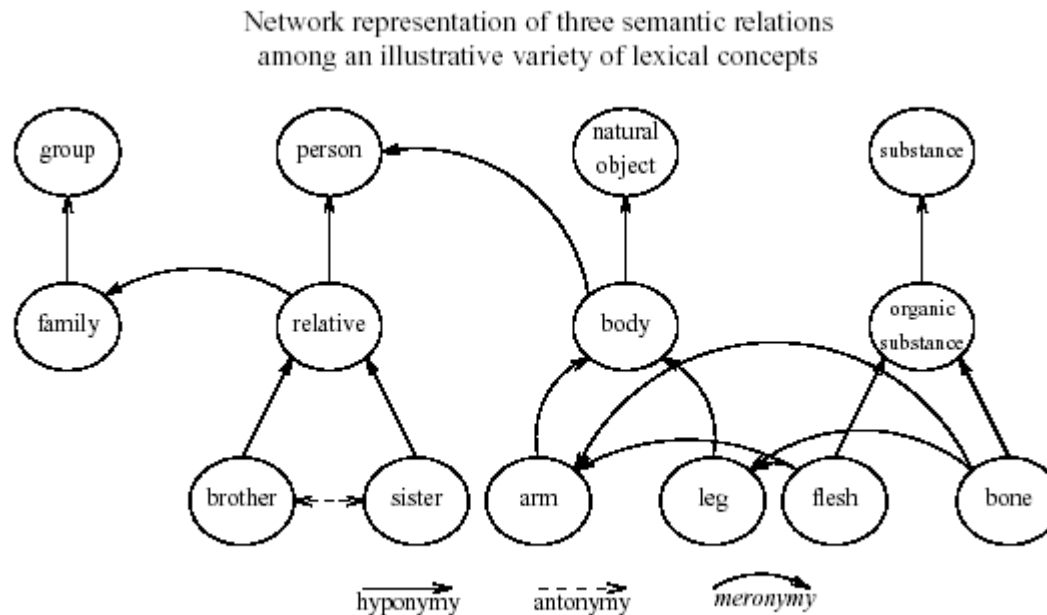 Network representation of three semantic relations
among an illustrative variety of lexical concepts
group
person
natural
object
substance
family
relative
body
organic
substance
brother
sister
arm
leg
flesh
bone
hyponymy
antonymy
meronymy